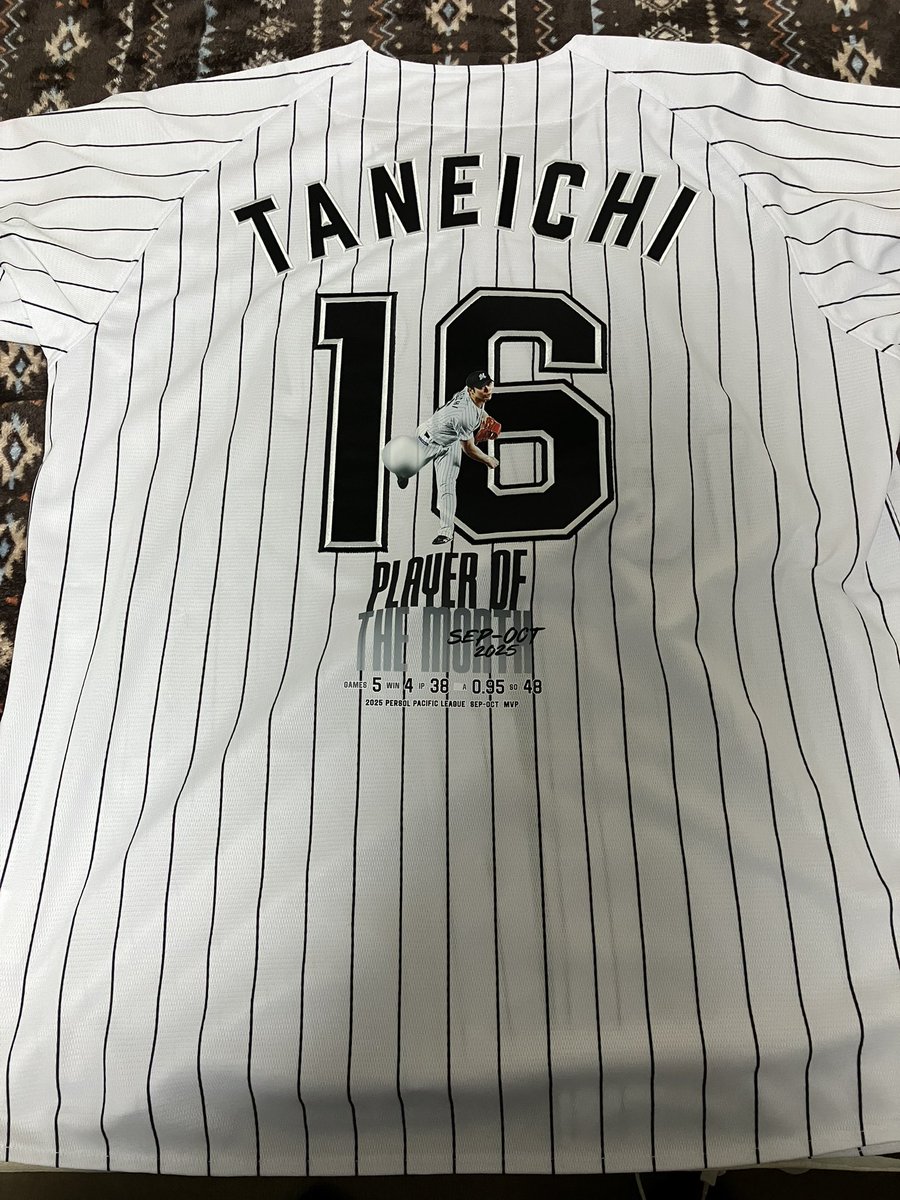 TANEICHI
16
PLAYER OF
THE MONTH
SEP-OCT
2025
GAMES 5 WIN 4 IP 38 A 0.95 SO 48
2025 PERSOL PACIFIC LEAGUE SEP-OCT MVP